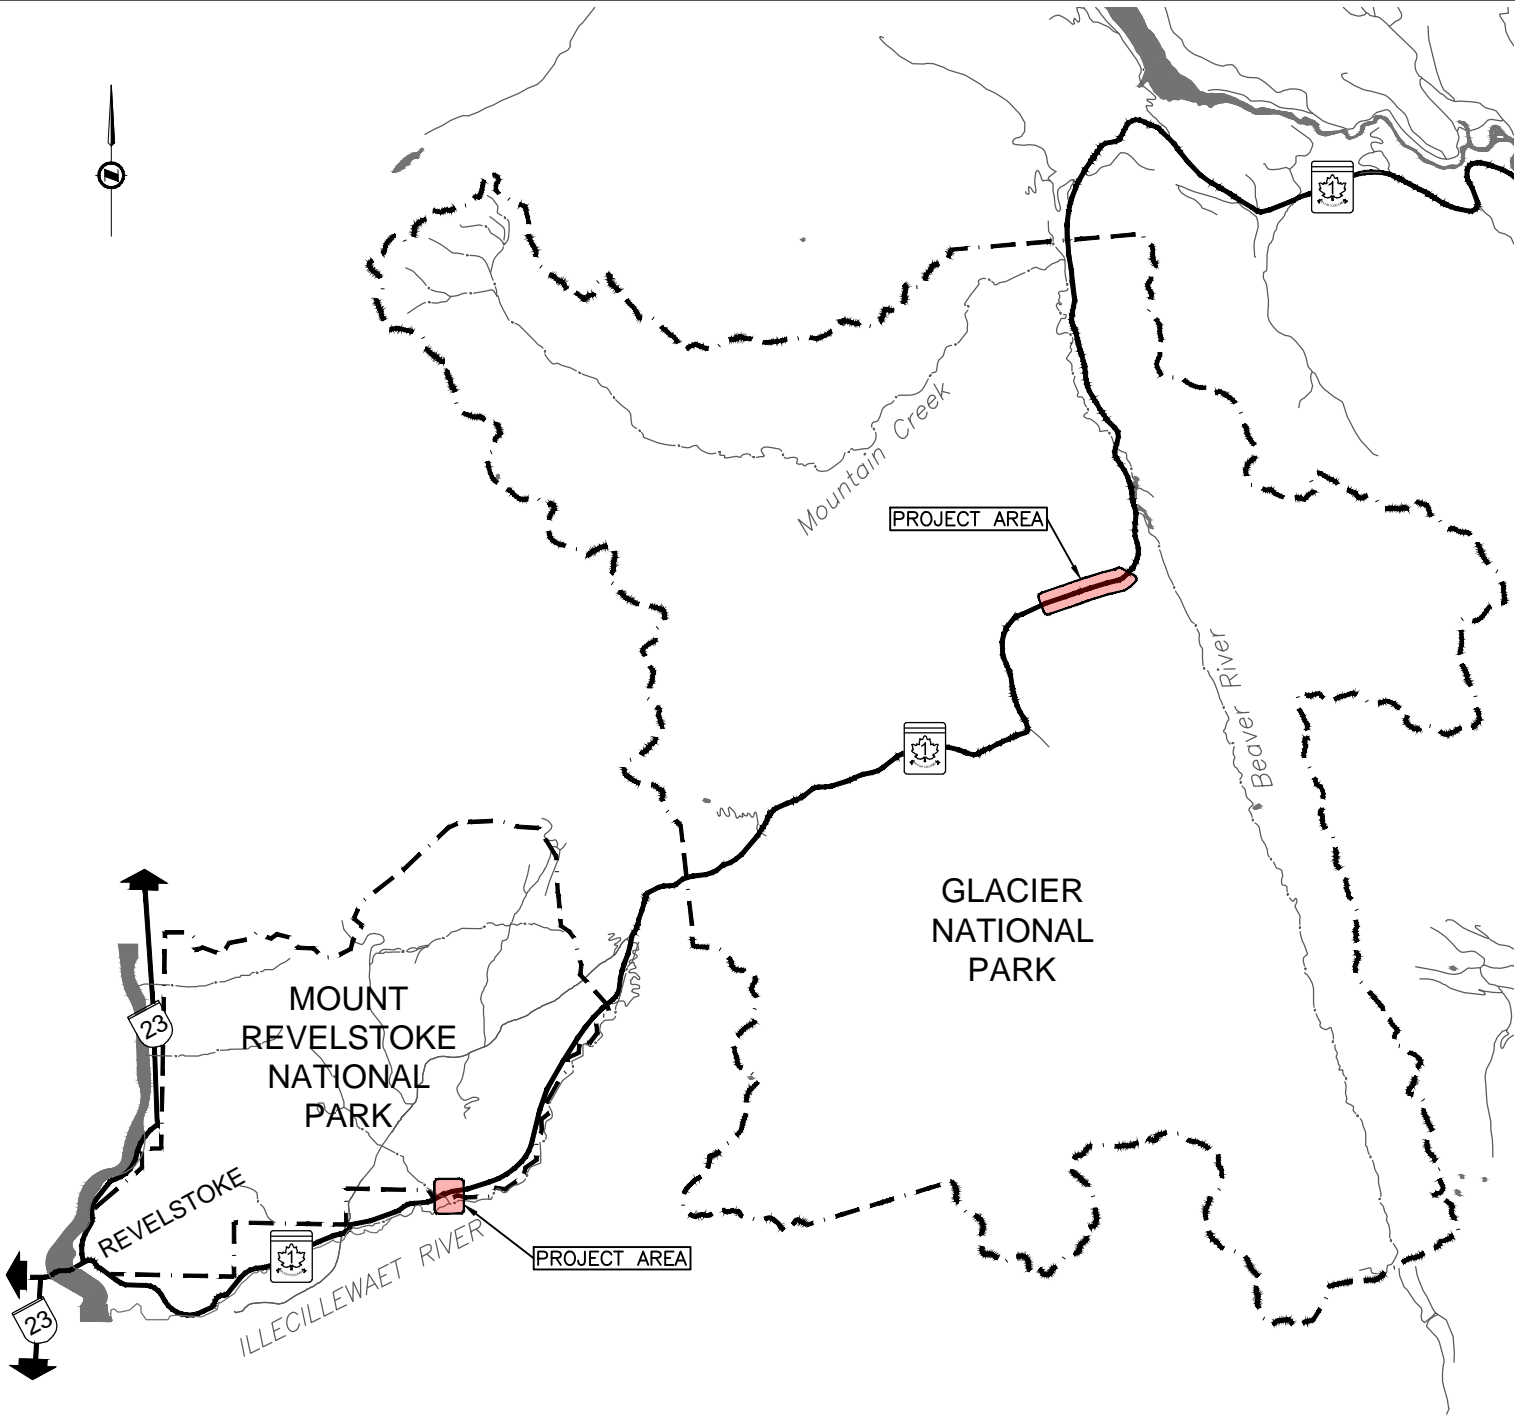 1
Mountain Creek
PROJECT AREA
Beaver River
1
GLACIER
NATIONAL
PARK
MOUNT
REVELSTOKE
NATIONAL
PARK
23
REVELSTOKE
1
ILLECILLEWAET RIVER
PROJECT AREA
23